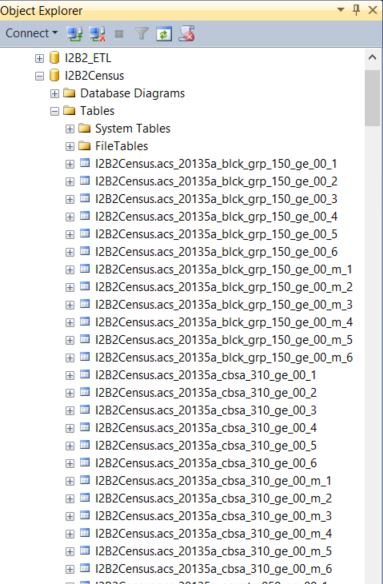 Object Explorer
Connect
I2B2_ETL
I2B2Census
Database Diagrams
Tables
System Tables
FileTables
I2B2Census.acs_20135a_blck_grp_150_ge_00_1
I2B2Census.acs_20135a_blck_grp_150_ge_00_2
I2B2Census.acs_20135a_blck_grp_150_ge_00_3
I2B2Census.acs_20135a_blck_grp_150_ge_00_4
I2B2Census.acs_20135a_blck_grp_150_ge_00_5
I2B2Census.acs_20135a_blck_grp_150_ge_00_6
I2B2Census.acs_20135a_blck_grp_150_ge_00_m_1
I2B2Census.acs_20135a_blck_grp_150_ge_00_m_2
I2B2Census.acs_20135a_blck_grp_150_ge_00_m_3
I2B2Census.acs_20135a_blck_grp_150_ge_00_m_4
I2B2Census.acs_20135a_blck_grp_150_ge_00_m_5
I2B2Census.acs_20135a_blck_grp_150_ge_00_m_6
I2B2Census.acs_20135a_cbsa_310_ge_00_1
I2B2Census.acs_20135a_cbsa_310_ge_00_2
I2B2Census.acs_20135a_cbsa_310_ge_00_3
I2B2Census.acs_20135a_cbsa_310_ge_00_4
I2B2Census.acs_20135a_cbsa_310_ge_00_5
I2B2Census.acs_20135a_cbsa_310_ge_00_6
I2B2Census.acs_20135a_cbsa_310_ge_00_m_1
I2B2Census.acs_20135a_cbsa_310_ge_00_m_2
I2B2Census.acs_20135a_cbsa_310_ge_00_m_3
I2B2Census.acs_20135a_cbsa_310_ge_00_m_4
I2B2Census.acs_20135a_cbsa_310_ge_00_m_5
I2B2Census.acs_20135a_cbsa_310_ge_00_m_6